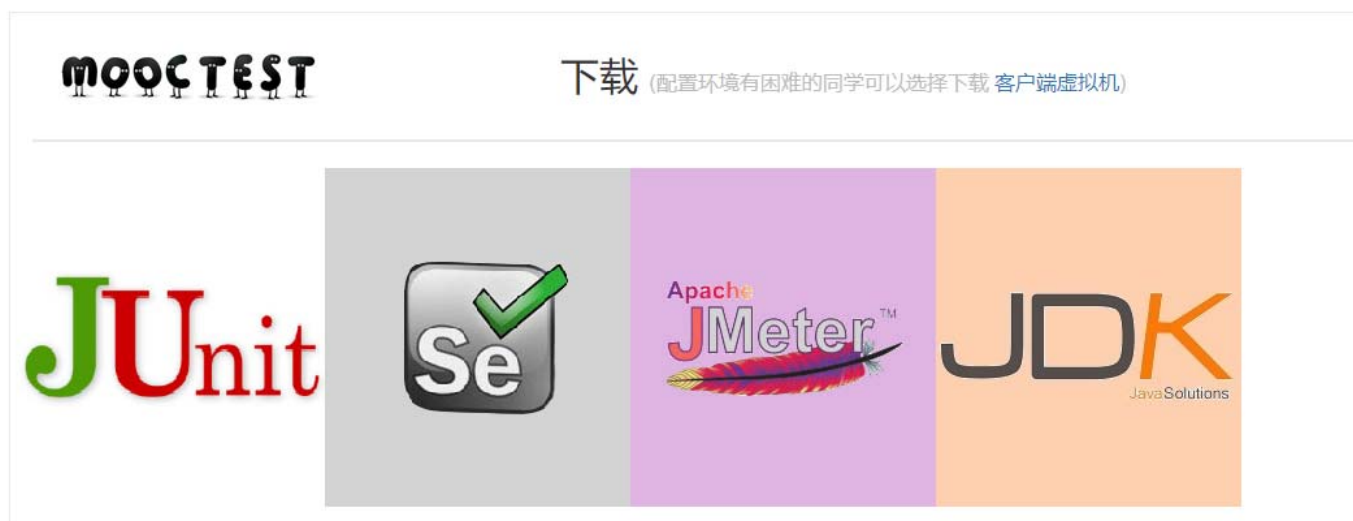 MOOCTEST
下载 (配置环境有困难的同学可以选择下载 客户端虚拟机)
JUnit
Se
Apache
JMeter™
JDK
JavaSolutions